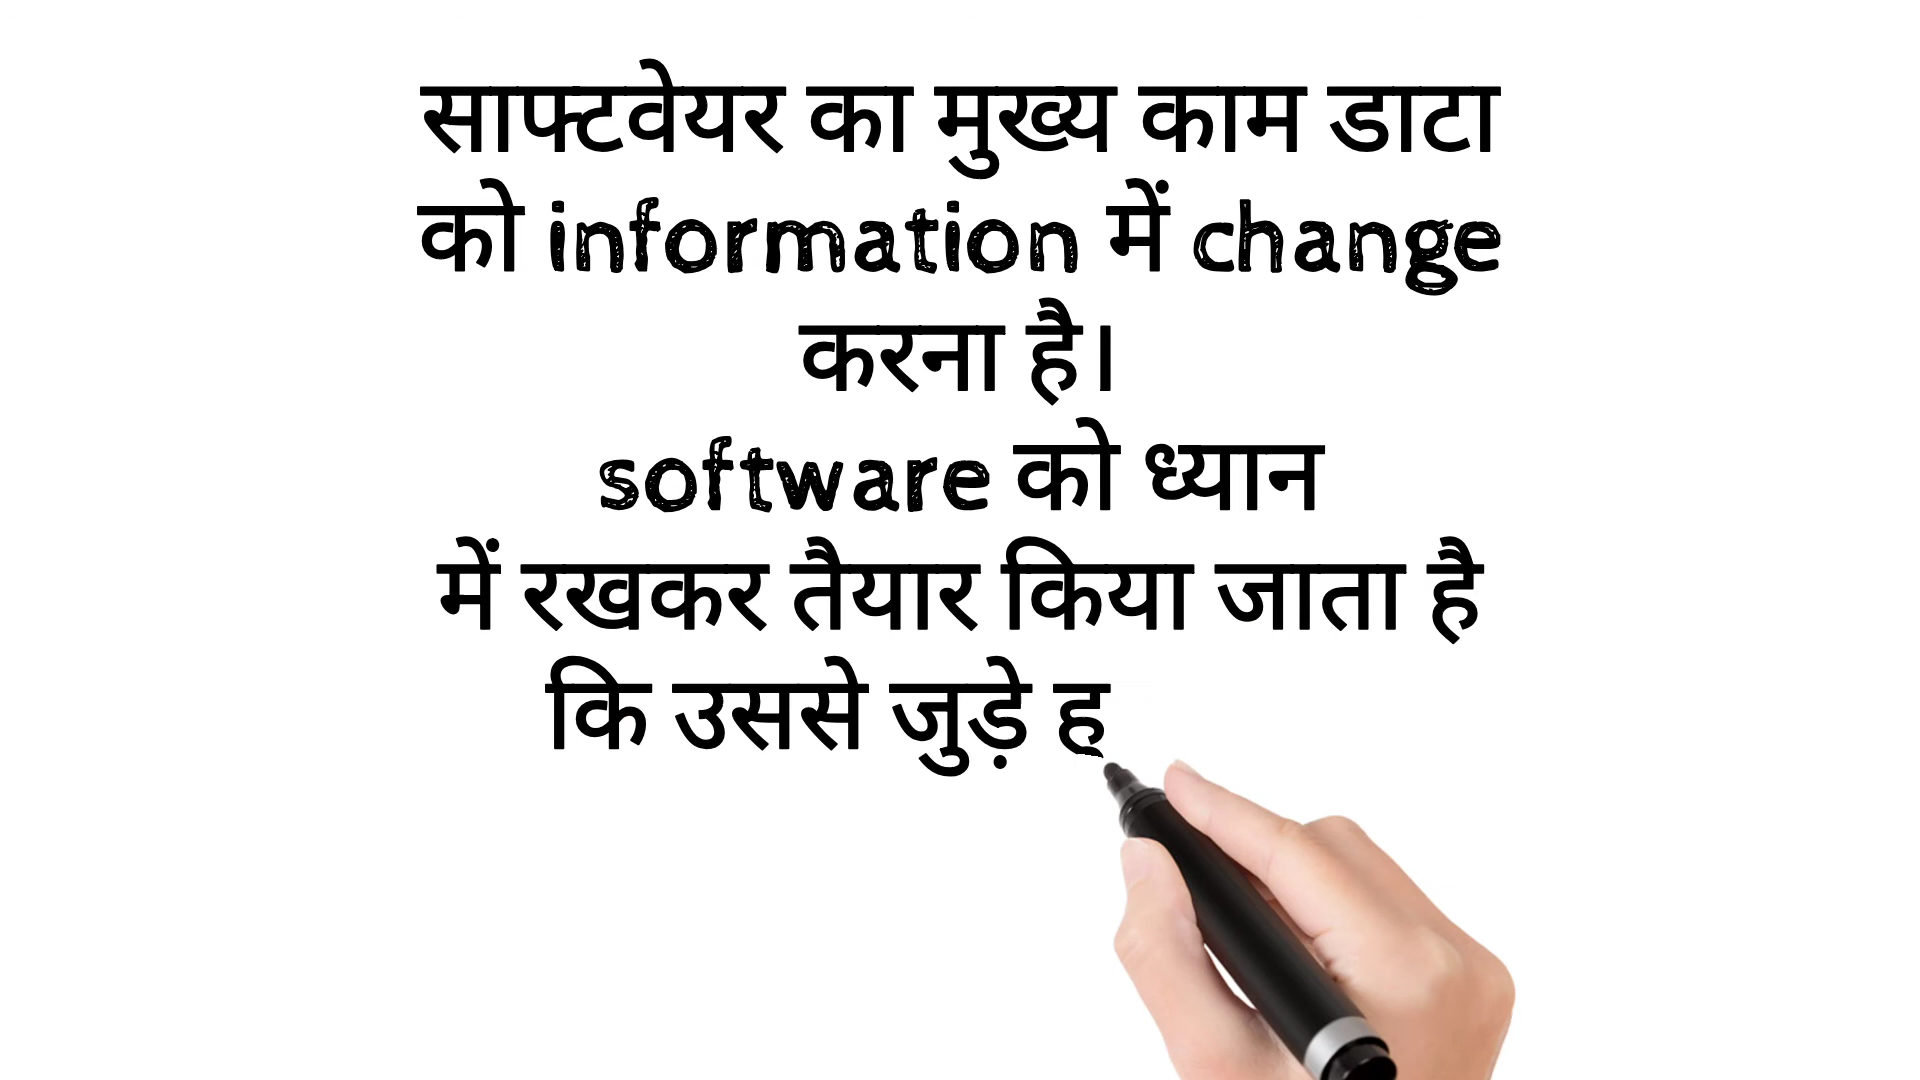 साफ्टवेयर का मुख्य काम डाटा
को information में change
करना है।
software को ध्यान
में रखकर तैयार किया जाता है
कि उससे जुड़े ह